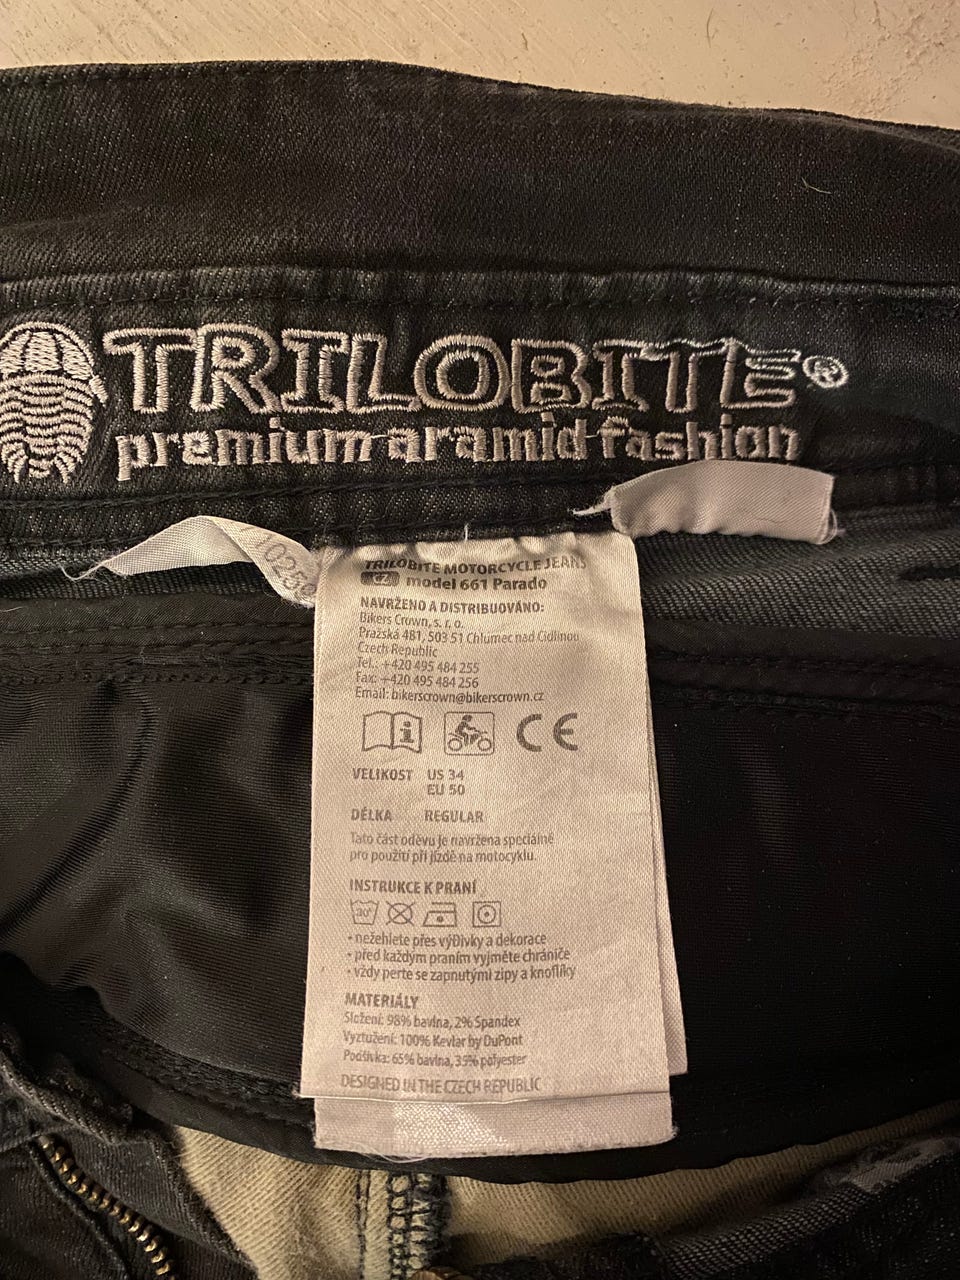 TRILOBITE®
premium aramid fashion
10259
TRILOBITE MOTORCYCLE JEANS
CZ model 661 Parado
NAVRŽENO A DISTRIBUOVÁNO:
Bikers Crown, s. r. o.
Pražská 481, 503 51 Chlumec nad Cidlinou
Czech Republic
Tel.: +420 495 484 255
Fax: +420 495 484 256
Email: bikerscrown@bikerscrown.cz
i CE
VELIKOST US 34
EU 50
DÉLKA REGULAR
Tato část oděvu je navržena speciálně
pro použití při jízdě na motocyklu.
INSTRUKCE K PRANÍ
30°
• nežehlete přes výÐivky a dekorace
• před každým praním vyjměte chrániče
• vždy perte se zapnutými zipy a knoflíky
MATERIÁLY
Složení: 98% bavlna, 2% Spandex
Vyztužení: 100% Kevlar by DuPont
Podšívka: 65% bavlna, 35% polyester
DESIGNED IN THE CZECH REPUBLIC